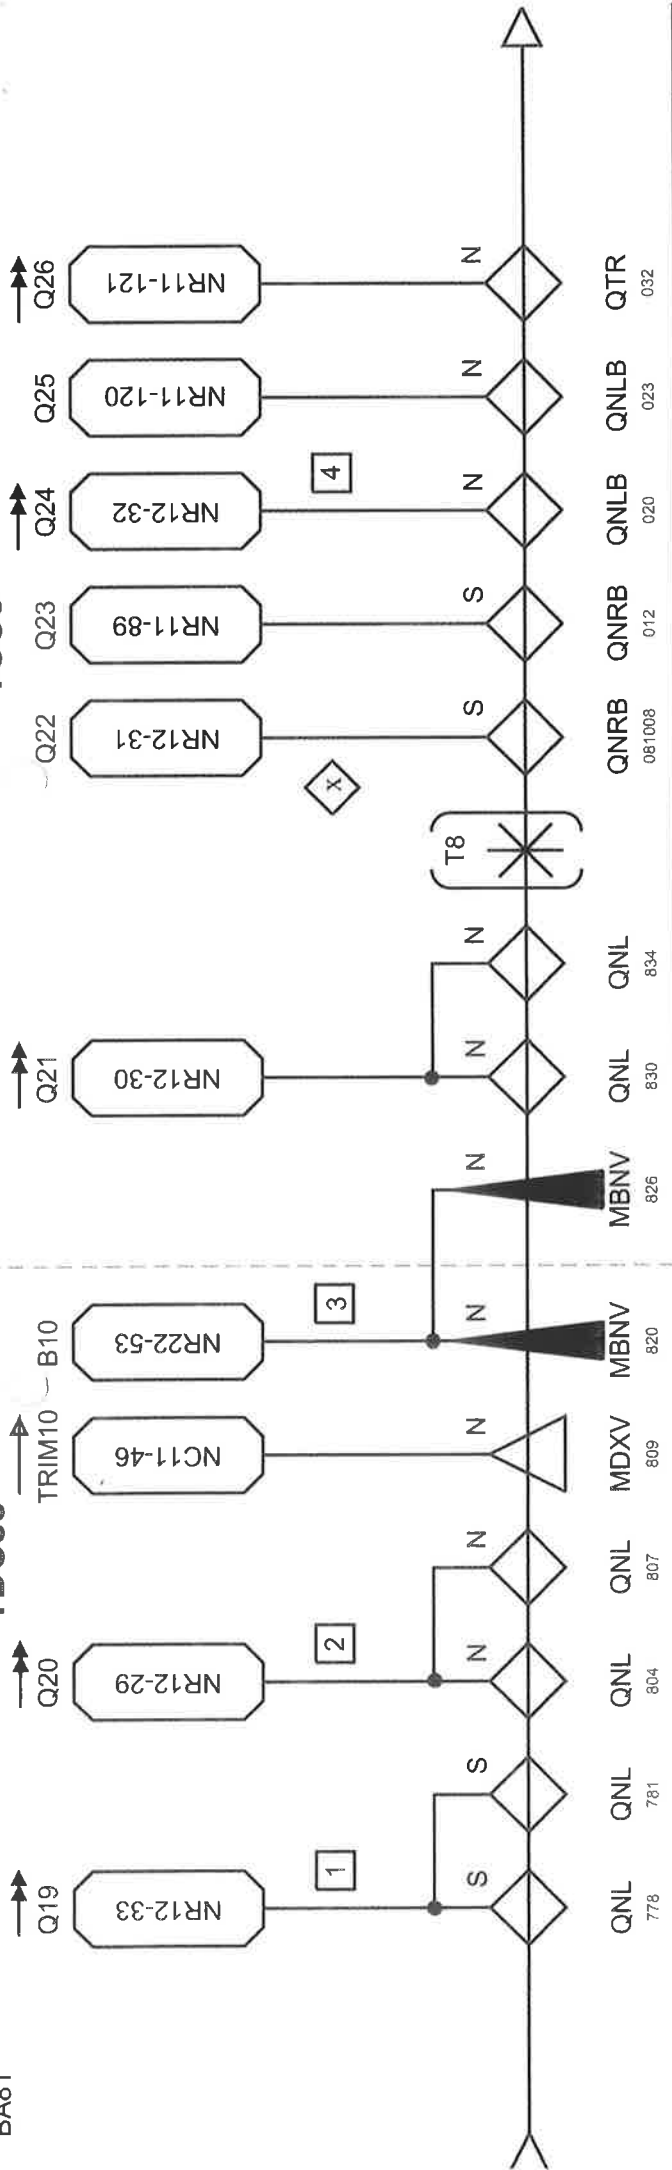 Q19
Q20
TRIM10
B10
Q21
Q22
Q23
Q24
Q25
Q26
NR12-33
NR12-29
NC11-46
NR22-53
NR12-30
NR12-31
NR11-89
NR12-32
NR11-120
NR11-121
1
2
3
X
4
T8
S
S
N
N
N
N
N
N
N
S
S
N
N
N
QNL
QNL
QNL
QNL
MDXV
MBNV
MBNV
QNL
QNL
QNRB
QNRB
QNLB
QNLB
QTR
778
781
804
807
809
820
826
830
834
081008
012
020
023
032